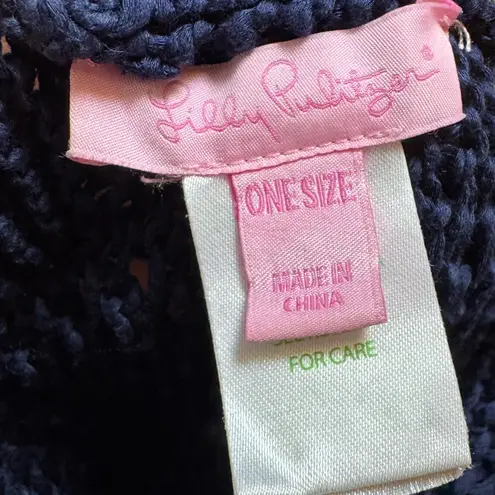 Lilly Pulitzer®
ONE SIZE
MADE IN
CHINA
FOR CARE